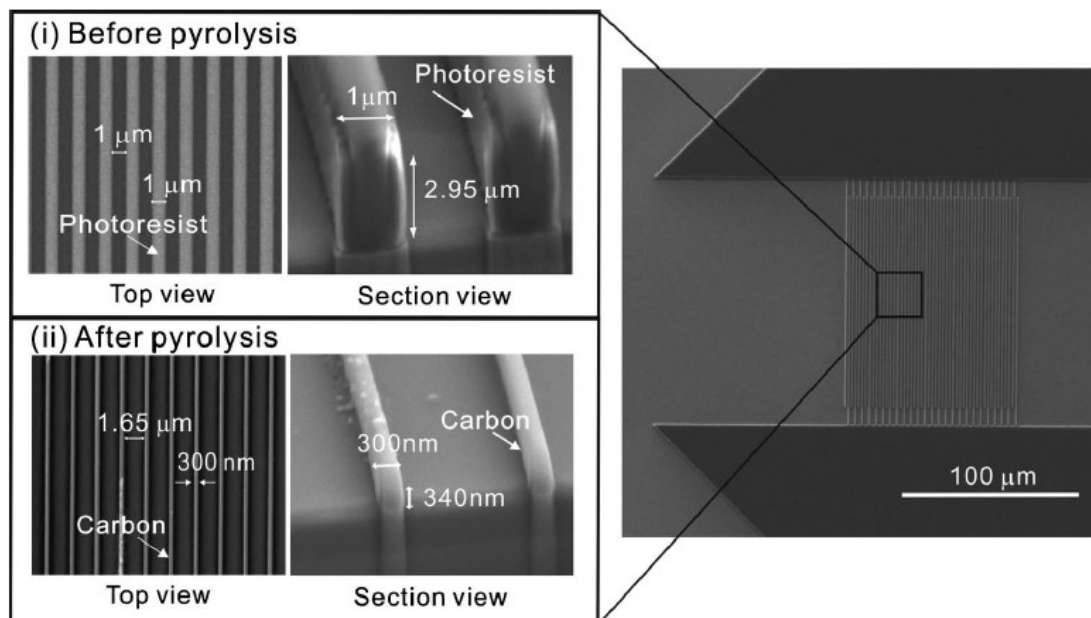 (i) Before pyrolysis
1 μm
1 μm
Photoresist
Top view
Photoresist
1μm
2.95 μm
Section view
(ii) After pyrolysis
1.65 μm
300 nm
Carbon
Top view
Carbon
300nm
340nm
Section view
100 μm